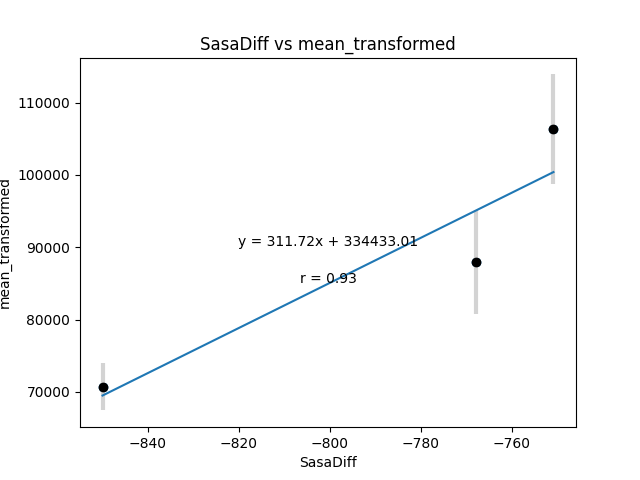 SasaDiff vs mean_transformed
mean_transformed
110000
100000
90000
80000
70000
y = 311.72x + 334433.01
r = 0.93
−840
−820
−800
−780
−760
SasaDiff